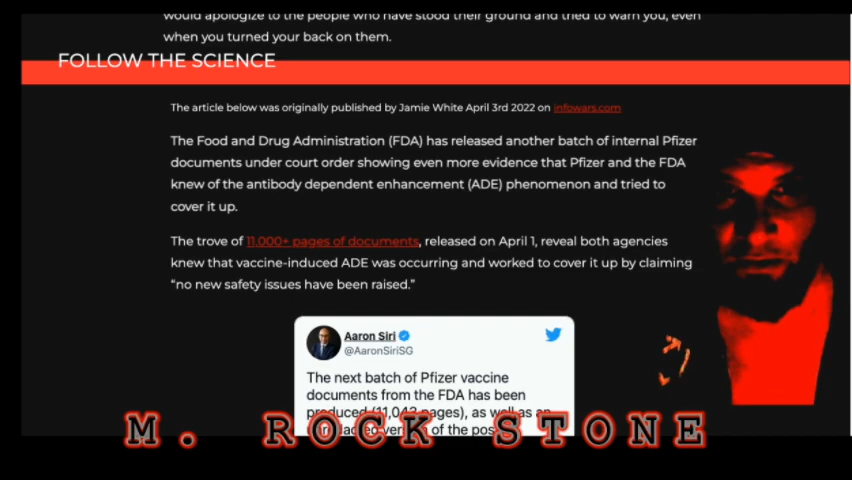 would apologize to the people who have stood their ground and tried to warn you, even
when you turned your back on them.
FOLLOW THE SCIENCE
The article below was originally published by Jamie White April 3rd 2022 on infowars.com
The Food and Drug Administration (FDA) has released another batch of internal Pfizer
documents under court order showing even more evidence that Pfizer and the FDA
knew of the antibody dependent enhancement (ADE) phenomenon and tried to
cover it up.
The trove of 11,000+ pages of documents, released on April 1, reveal both agencies
knew that vaccine-induced ADE was occurring and worked to cover it up by claiming
“no new safety issues have been raised.”
Aaron Siri
@AaronSiriSG
The next batch of Pfizer vaccine
documents from the FDA has been
produced (11,043 pages), as well as an
of the
M. ROCK STONE